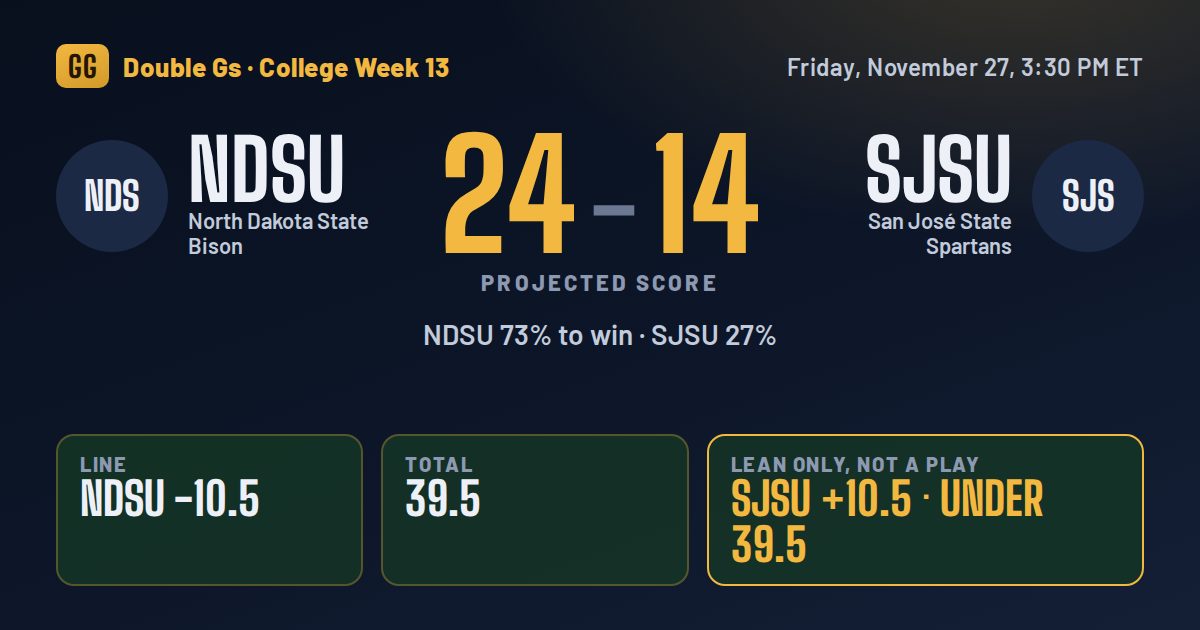 GG
Double Gs · College Week 13
Friday, November 27, 3:30 PM ET
NDS
NDSU
North Dakota State
Bison
24 – 14
PROJECTED SCORE
NDSU 73% to win · SJSU 27%
SJSU
San José State
Spartans
SJS
LINE
NDSU -10.5
TOTAL
39.5
LEAN ONLY, NOT A PLAY
SJSU +10.5 · UNDER
39.5